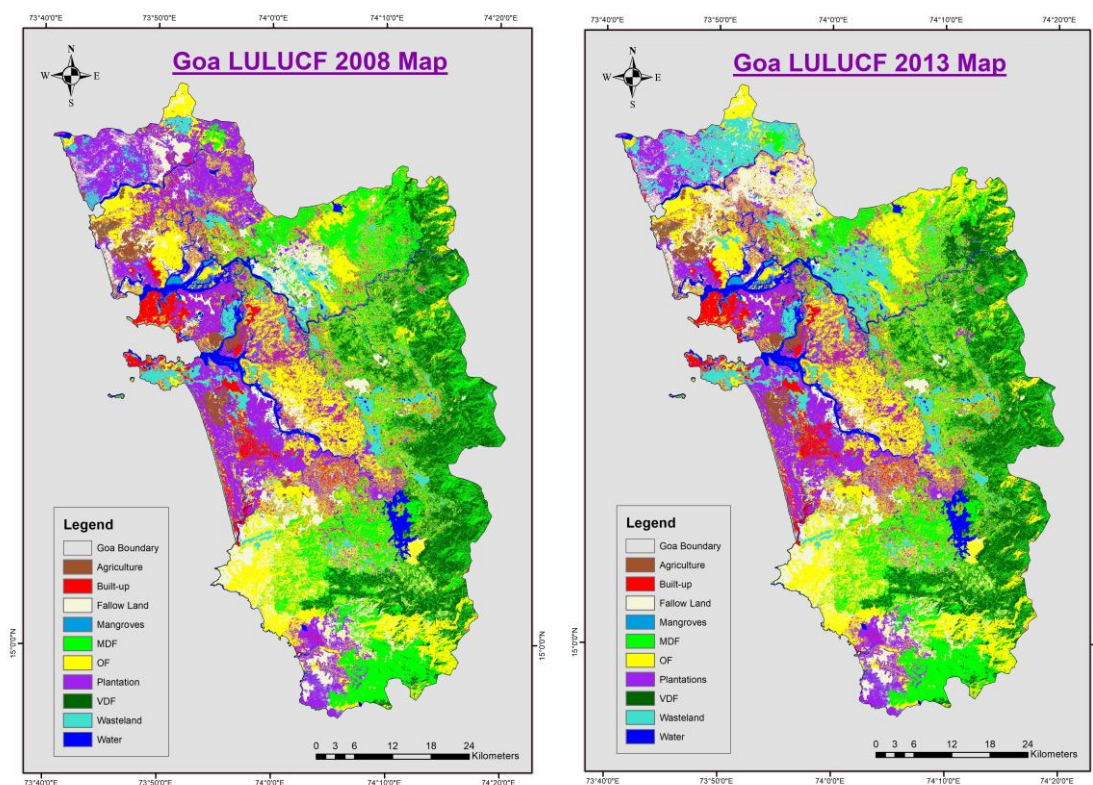 73°40'0"E 73°50'0"E 74°0'0"E 74°10'0"E 74°20'0"E
Goa LULUCF 2008 Map
N
W E
S
15°0'0"N
15°0'0"N
Legend
Goa Boundary
Agriculture
Built-up
Fallow Land
Mangroves
MDF
OF
Plantation
VDF
Wasteland
Water
0 3 6 12 18 24
Kilometers
73°40'0"E 73°50'0"E 74°0'0"E 74°10'0"E 74°20'0"E
73°40'0"E 73°50'0"E 74°0'0"E 74°10'0"E 74°20'0"E
Goa LULUCF 2013 Map
N
W E
S
Legend
Goa Boundary
Agriculture
Built-up
Fallow Land
Mangroves
MDF
OF
Plantations
VDF
Wasteland
Water
0 3 6 12 18 24
Kilometers
73°40'0"E 73°50'0"E 74°0'0"E 74°10'0"E 74°20'0"E